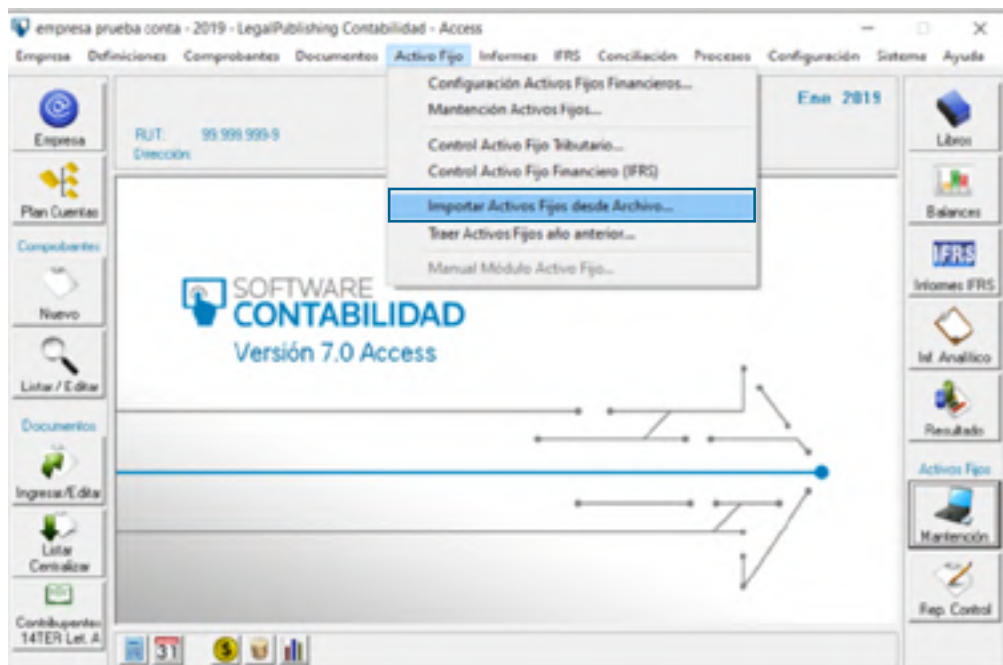 empresa prueba conta - 2019 - LegalPublishing Contabilidad - Access
Empresa Definiciones Comprobantes Documentos Activo Fijo Informes IFRS Conciliación Procesos Configuración Sistema Ayuda
Configuración Activos Fijos Financieros...
Mantención Activos Fijos...
Control Activo Fijo Tributario...
Control Activo Fijo Financiero (IFRS)
Importar Activos Fijos desde Archivo...
Traer Activos Fijos año anterior...
Manual Módulo Activo Fijo...
Ene 2019
RUT: 99.999.999-9
Dirección:
Empresa
Plan Cuentas
Comprobantes
Nuevo
Listar / Editar
Documentos
Ingresar/Editar
Listar
Centralizar
Contribuyentes
14TER Let. A
SOFTWARE
CONTABILIDAD
Versión 7.0 Access
Libros
Balances
IFRS
Informes IFRS
Inf. Analítico
Resultado
Activos Fijos
Mantención
Rep. Control
31